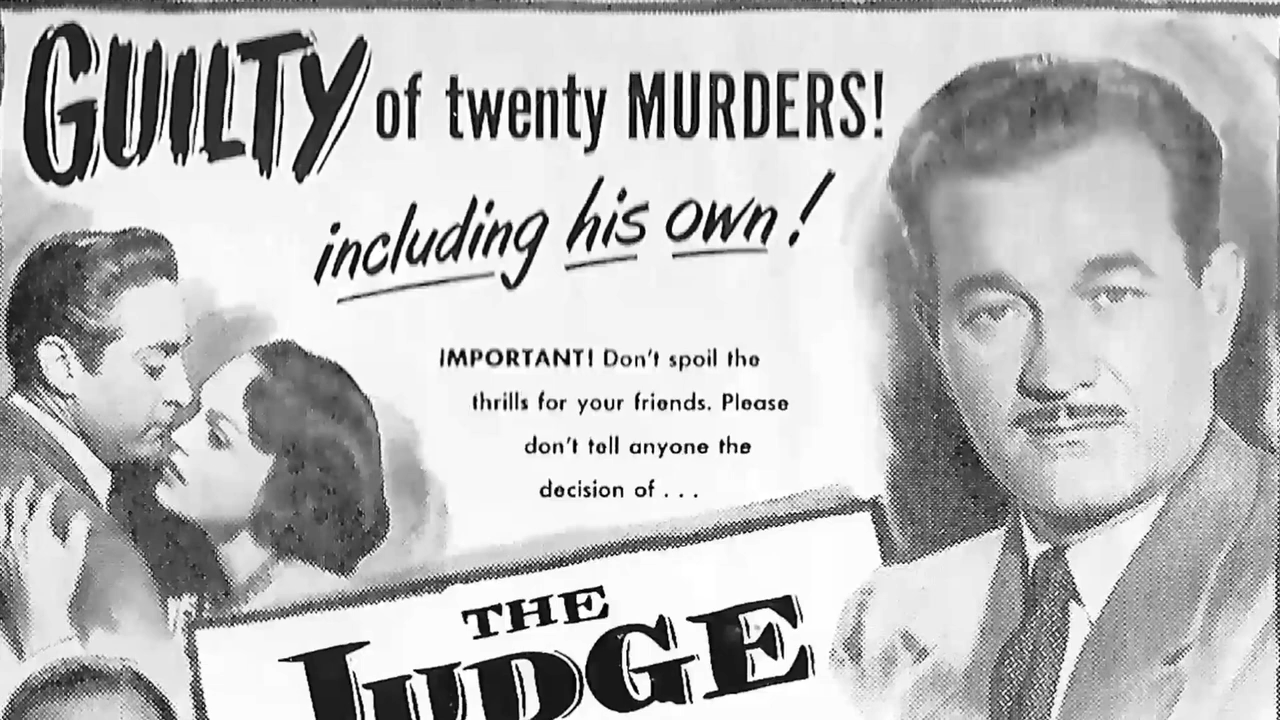 GUILTY of twenty MURDERS!
including his own!
IMPORTANT! Don't spoil the
thrills for your friends. Please
don't tell anyone the
decision of . . .
THE
JUDGE